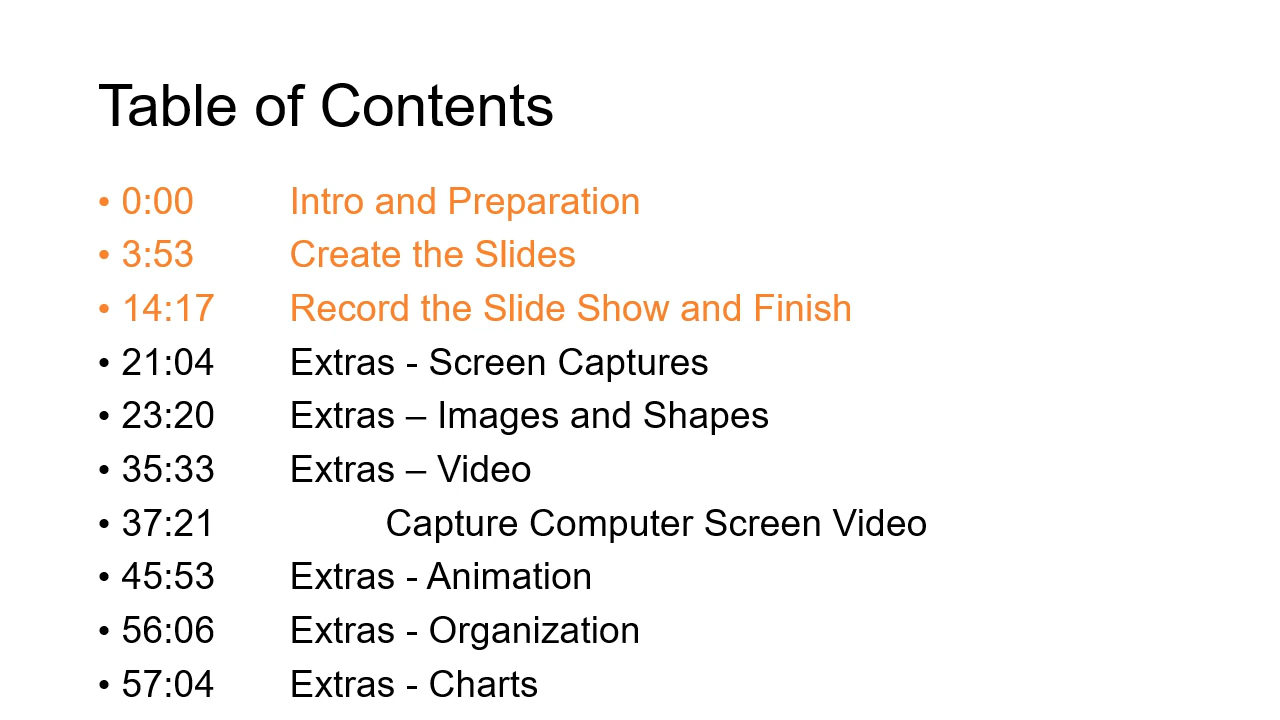 Table of Contents
• 0:00 Intro and Preparation
• 3:53 Create the Slides
• 14:17 Record the Slide Show and Finish
• 21:04 Extras - Screen Captures
• 23:20 Extras – Images and Shapes
• 35:33 Extras – Video
• 37:21 Capture Computer Screen Video
• 45:53 Extras - Animation
• 56:06 Extras - Organization
• 57:04 Extras - Charts